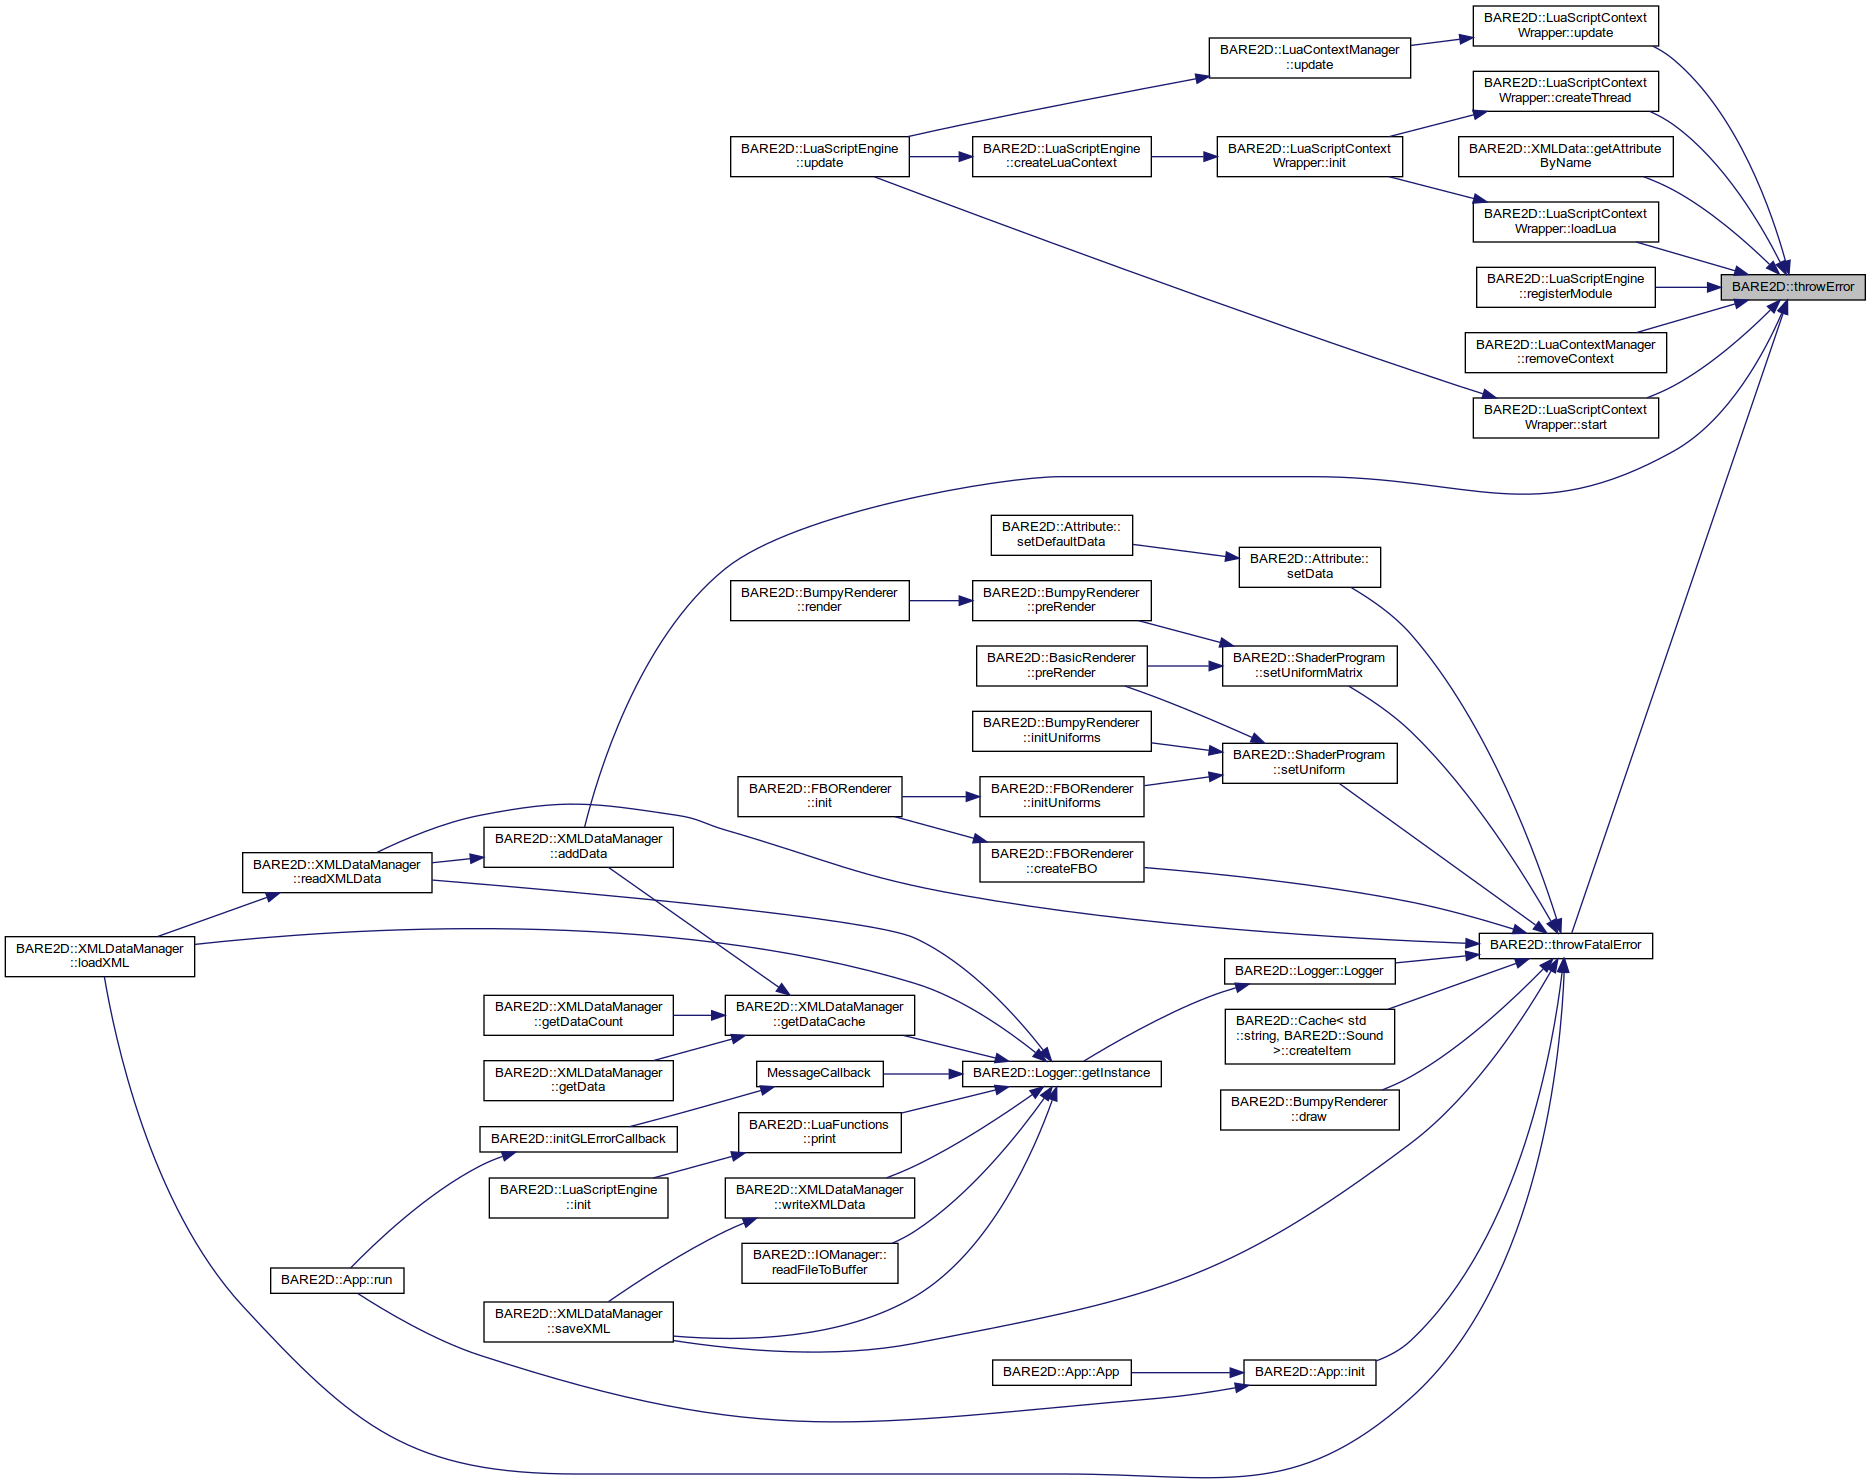 BARE2D::LuaScriptContext
Wrapper::update
BARE2D::LuaContextManager
::update
BARE2D::LuaScriptContext
Wrapper::createThread
BARE2D::LuaScriptEngine
::update
BARE2D::LuaScriptEngine
::createLuaContext
BARE2D::LuaScriptContext
Wrapper::init
BARE2D::XMLData::getAttribute
ByName
BARE2D::LuaScriptContext
Wrapper::loadLua
BARE2D::LuaScriptEngine
::registerModule
BARE2D::throwError
BARE2D::LuaContextManager
::removeContext
BARE2D::LuaScriptContext
Wrapper::start
BARE2D::Attribute::
setDefaultData
BARE2D::Attribute::
setData
BARE2D::BumpyRenderer
::render
BARE2D::BumpyRenderer
::preRender
BARE2D::BasicRenderer
::preRender
BARE2D::ShaderProgram
::setUniformMatrix
BARE2D::BumpyRenderer
::initUniforms
BARE2D::ShaderProgram
::setUniform
BARE2D::FBORenderer
::init
BARE2D::FBORenderer
::initUniforms
BARE2D::XMLDataManager
::addData
BARE2D::FBORenderer
::createFBO
BARE2D::XMLDataManager
::readXMLData
BARE2D::XMLDataManager
::loadXML
BARE2D::throwFatalError
BARE2D::Logger::Logger
BARE2D::XMLDataManager
::getDataCount
BARE2D::XMLDataManager
::getDataCache
BARE2D::Cache< std
::string, BARE2D::Sound
>::createItem
BARE2D::XMLDataManager
::getData
MessageCallback
BARE2D::Logger::getInstance
BARE2D::BumpyRenderer
::draw
BARE2D::initGLErrorCallback
BARE2D::LuaFunctions
::print
BARE2D::LuaScriptEngine
::init
BARE2D::XMLDataManager
::writeXMLData
BARE2D::IOManager::
readFileToBuffer
BARE2D::App::run
BARE2D::XMLDataManager
::saveXML
BARE2D::App::App
BARE2D::App::init